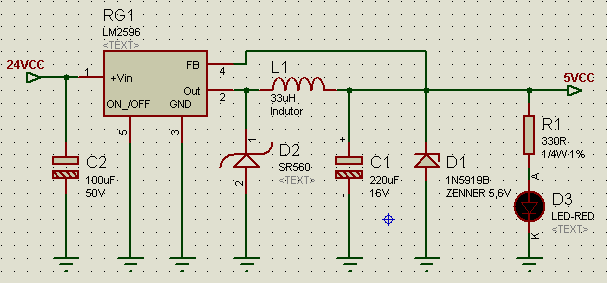 RG1
LM2596
<TEXT>
24VCC
1
+Vin
FB
4
Out
2
ON_/OFF
GND
5
3
L1
33uH
Indutor
5VCC
C2
100uF
50V
1
2
D2
SR560
<TEXT>
+
-
C1
220uF
16V
D1
1N5919B
ZENNER 5,6V
R1
330R
1/4W-1%
A
K
D3
LED-RED
<TEXT>